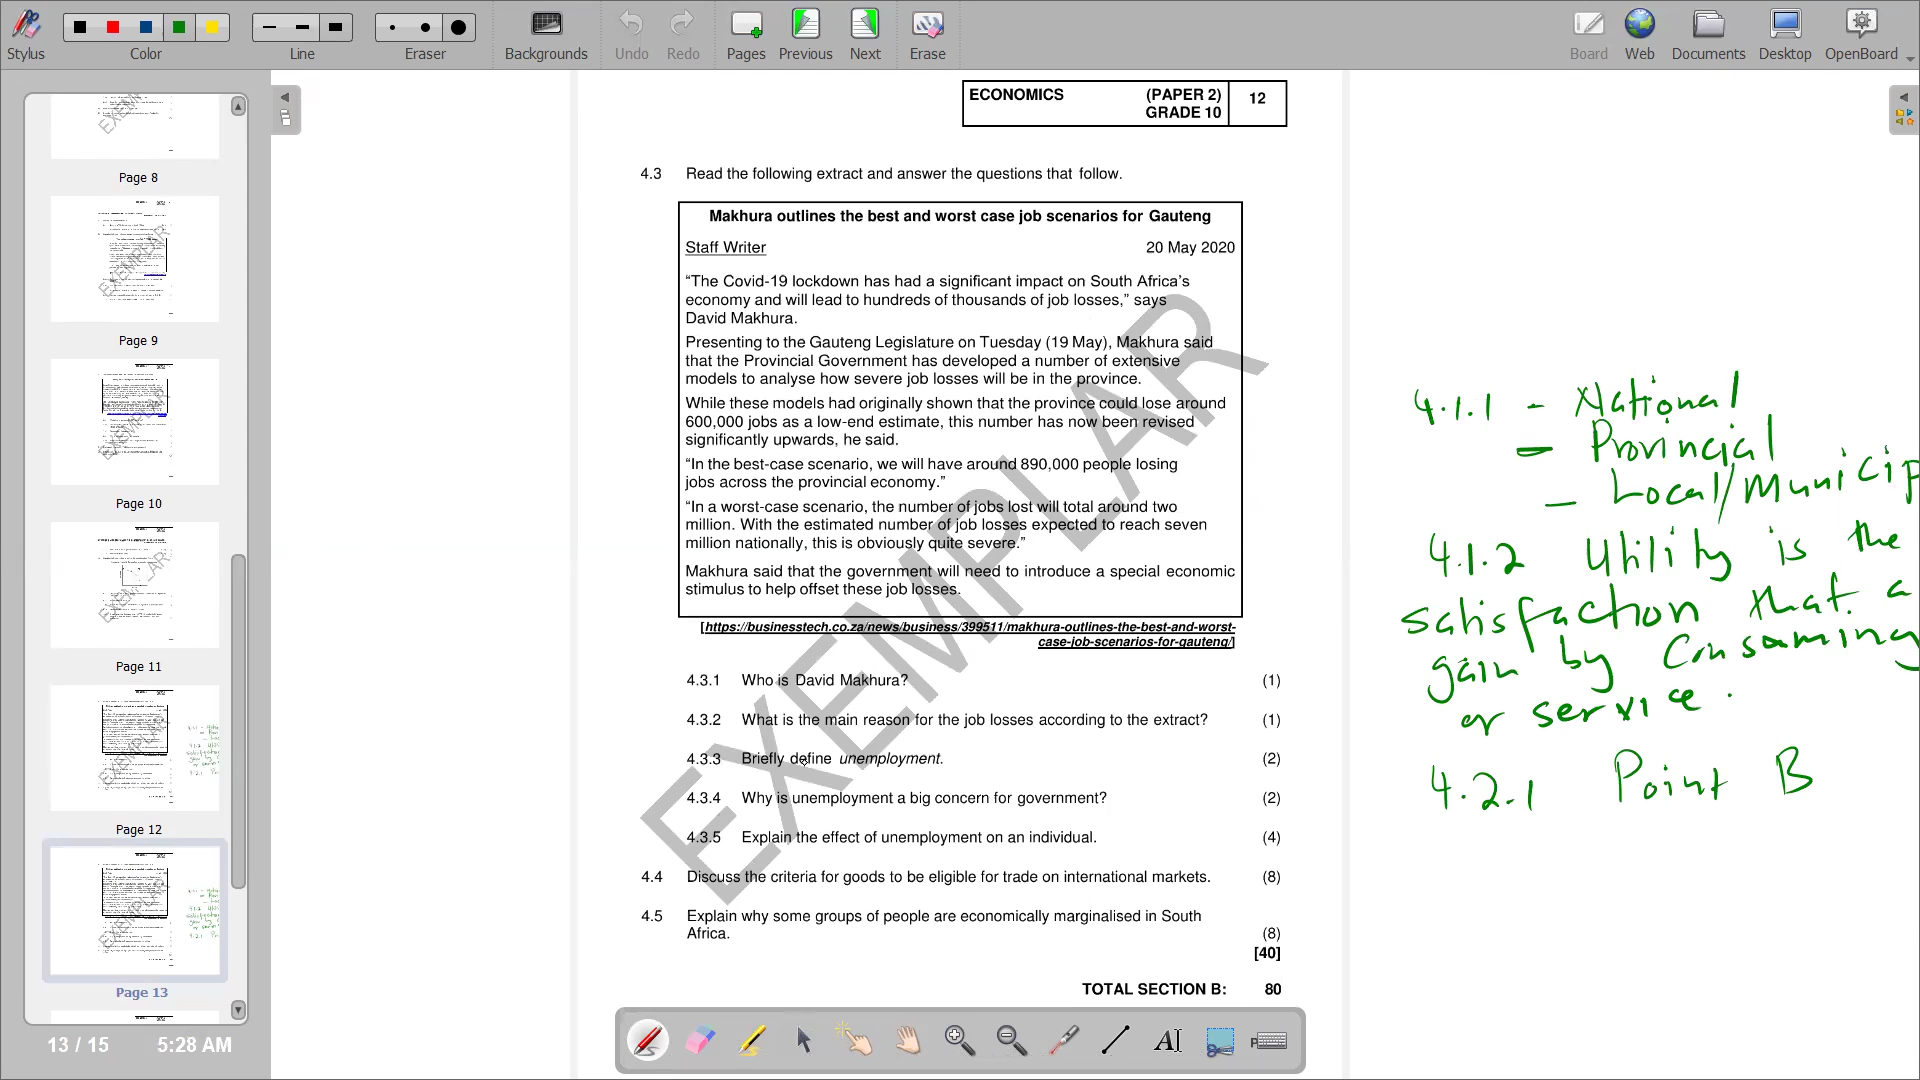 Stylus
Color
Line
Eraser
Backgrounds
Undo
Redo
Pages
Previous
Next
Erase
Board
Web
Documents
Desktop
OpenBoard
Page 8
Page 9
Page 10
Page 11
Page 12
Page 13
13 / 15 5:28 AM
ECONOMICS (PAPER 2) 12
GRADE 10
4.3 Read the following extract and answer the questions that follow.
Makhura outlines the best and worst case job scenarios for Gauteng
Staff Writer 20 May 2020
“The Covid-19 lockdown has had a significant impact on South Africa’s
economy and will lead to hundreds of thousands of job losses,” says
David Makhura.
Presenting to the Gauteng Legislature on Tuesday (19 May), Makhura said
that the Provincial Government has developed a number of extensive
models to analyse how severe job losses will be in the province.
While these models had originally shown that the province could lose around
600,000 jobs as a low-end estimate, this number has now been revised
significantly upwards, he said.
“In the best-case scenario, we will have around 890,000 people losing
jobs across the provincial economy.”
“In a worst-case scenario, the number of jobs lost will total around two
million. With the estimated number of job losses expected to reach seven
million nationally, this is obviously quite severe.”
Makhura said that the government will need to introduce a special economic
stimulus to help offset these job losses.
[https://businesstech.co.za/news/business/399511/makhura-outlines-the-best-and-worst-
case-job-scenarios-for-gauteng/]
4.3.1 Who is David Makhura? (1)
4.3.2 What is the main reason for the job losses according to the extract? (1)
4.3.3 Briefly define unemployment. (2)
4.3.4 Why is unemployment a big concern for government? (2)
4.3.5 Explain the effect of unemployment on an individual. (4)
4.4 Discuss the criteria for goods to be eligible for trade on international markets. (8)
4.5 Explain why some groups of people are economically marginalised in South
Africa. (8)
[40]
TOTAL SECTION B: 80
EXEMPLAR
4.1.1 - National
- Provincial
- Local/Municip
4.1.2 Utility is the
satisfaction that a
gain by consuming
or service.
4.2.1 Point B